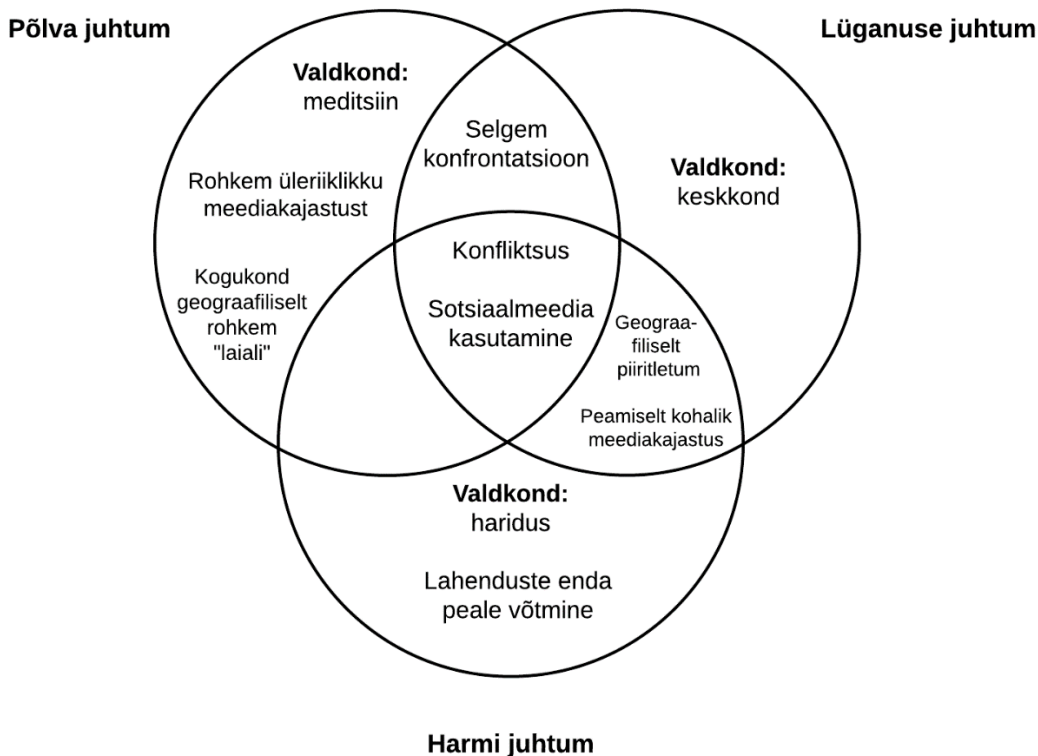 Põlva juhtum
Lüganuse juhtum
Valdkond:
meditsiin
Rohkem üleriiklikku
meediakajastust
Kogukond
geograafiliselt
rohkem
"laiali"
Selgem
konfrontatsioon
Valdkond:
keskkond
Konfliktsus
Sotsiaalmeedia
kasutamine
Geograa-
filiselt
piiritletum
Peamiselt kohalik
meediakajastus
Valdkond:
haridus
Lahenduste enda
peale võtmine
Harmi juhtum